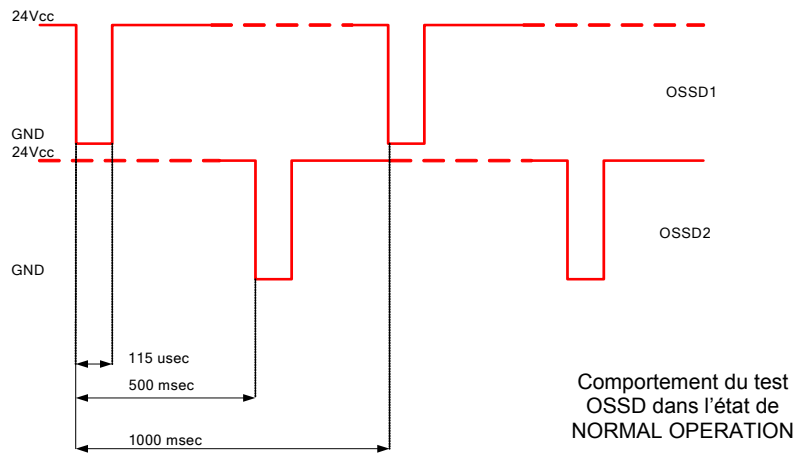 24Vcc
OSSD1
GND
24Vcc
OSSD2
GND
115 usec
500 msec
1000 msec
Comportement du test
OSSD dans l'état de
NORMAL OPERATION